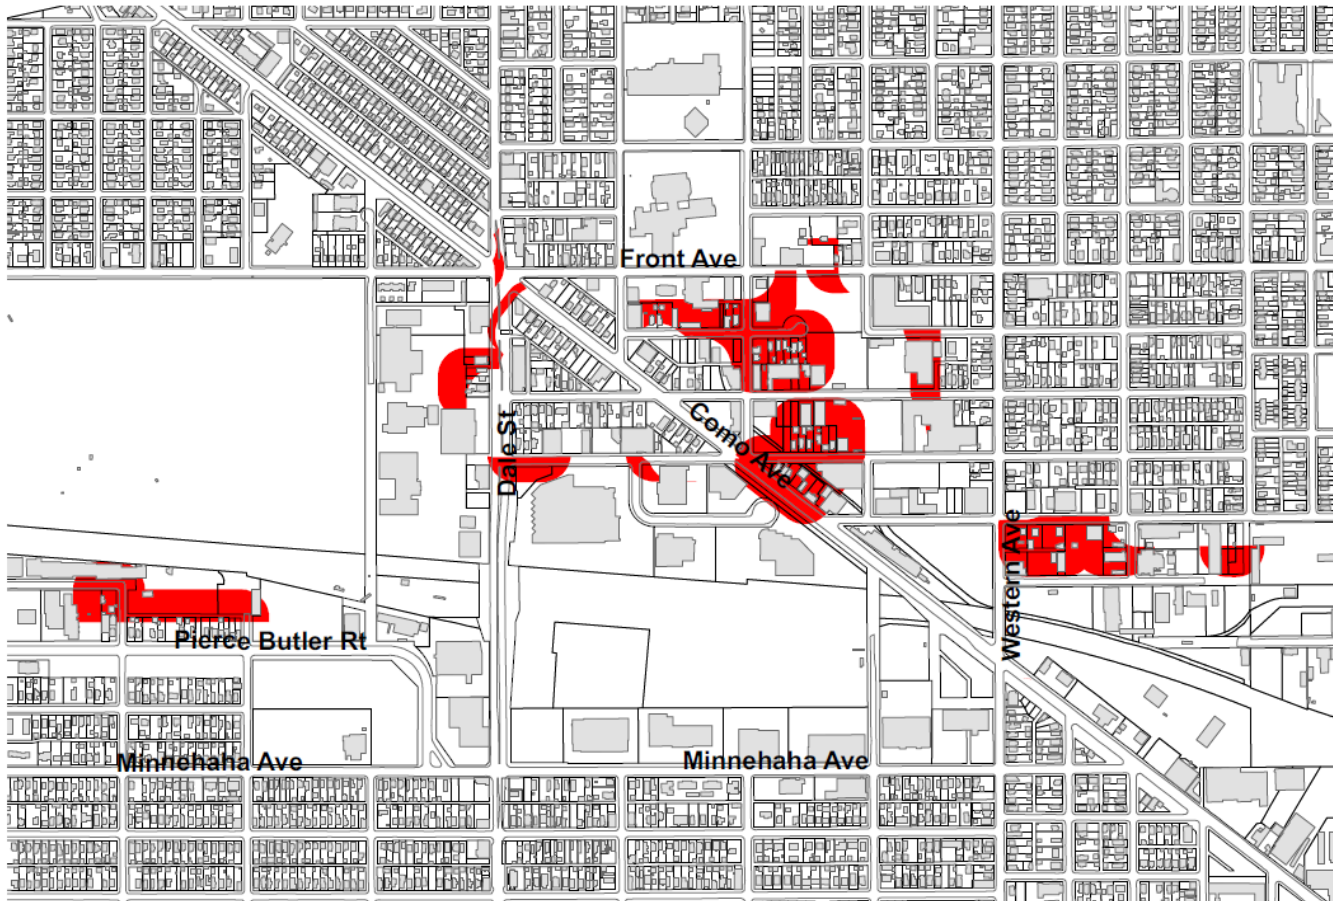 Front Ave
Como Ave
Dale St
Western Ave
Pierce Butler Rt
Minnehaha Ave
Minnehaha Ave